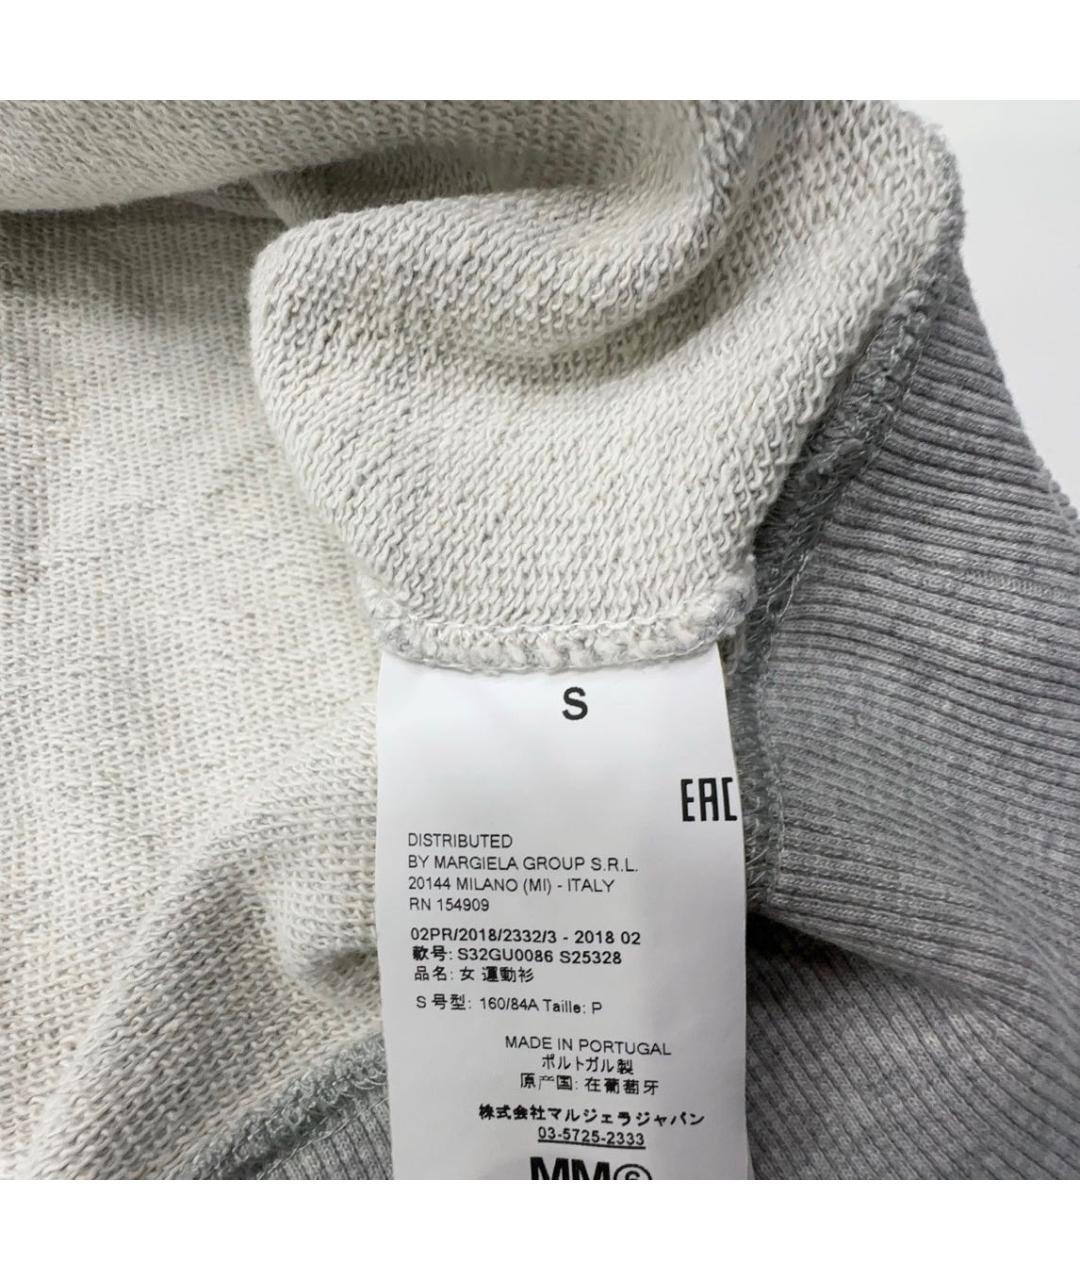 S
EAC
DISTRIBUTED
BY MARGIELA GROUP S.R.L.
20144 MILANO (MI) - ITALY
RN 154909
02PR/2018/2332/3 - 2018 02
款号: S32GU0086 S25328
品名: 女 運動衫
S 号型: 160/84A Taille: P
MADE IN PORTUGAL
ポルトガル製
原产国: 在葡萄牙
株式会社マルジェラジャパン
03-5725-2333
MM6